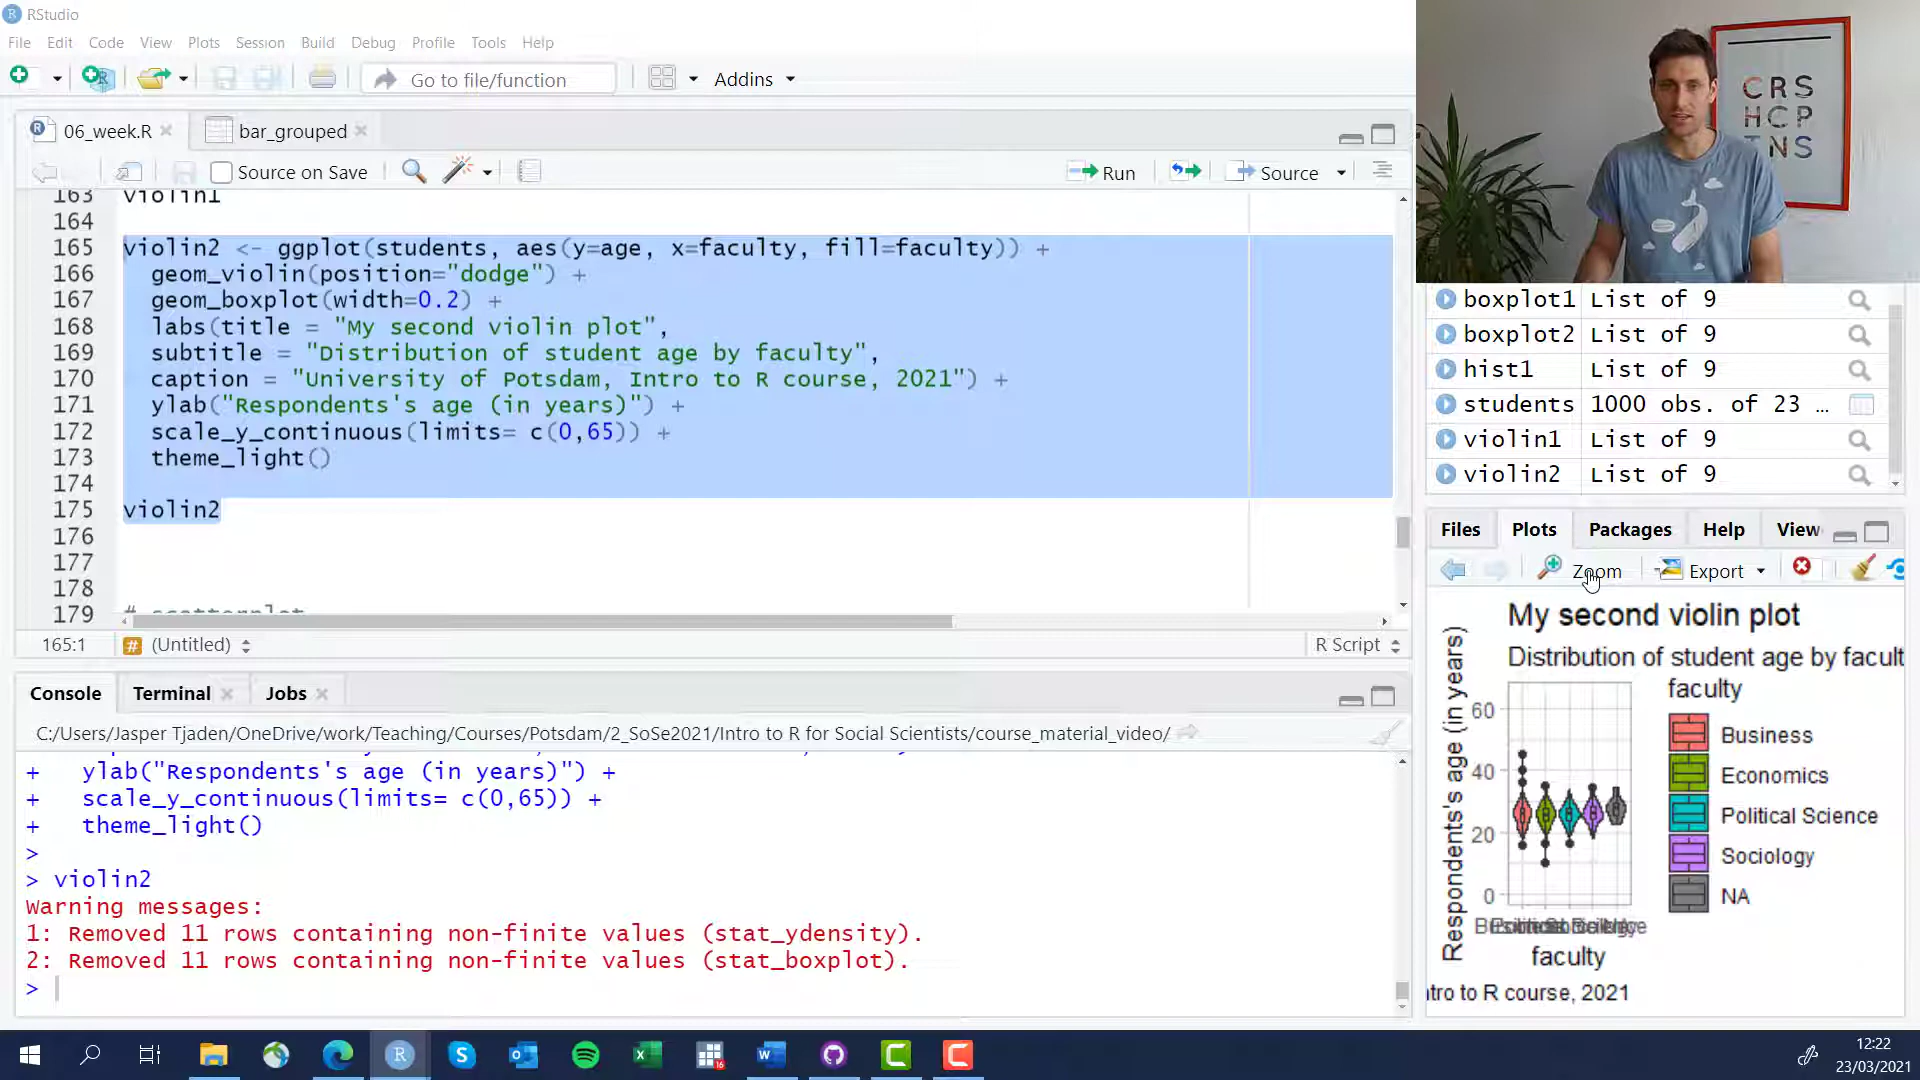 RStudio
File Edit Code View Plots Session Build Debug Profile Tools Help
Go to file/function
Addins
06_week.R
bar_grouped
Source on Save
Run
Source
163 violin1
164
165 violin2 <- ggplot(students, aes(y=age, x=faculty, fill=faculty)) +
166 geom_violin(position="dodge") +
167 geom_boxplot(width=0.2) +
168 labs(title = "My second violin plot",
169 subtitle = "Distribution of student age by faculty",
170 caption = "University of Potsdam, Intro to R course, 2021") +
171 ylab("Respondents's age (in years)") +
172 scale_y_continuous(limits= c(0,65)) +
173 theme_light()
174
175 violin2
176
177
178
179 # scatterplot
165:1
(Untitled)
R Script
Console Terminal Jobs
C:/Users/Jasper Tjaden/OneDrive/work/Teaching/Courses/Potsdam/2_SoSe2021/Intro to R for Social Scientists/course_material_video/
+ ylab("Respondents's age (in years)") +
+ scale_y_continuous(limits= c(0,65)) +
+ theme_light()
>
> violin2
Warning messages:
1: Removed 11 rows containing non-finite values (stat_ydensity).
2: Removed 11 rows containing non-finite values (stat_boxplot).
>
CRS
HCP
TNS
boxplot1 List of 9
boxplot2 List of 9
hist1 List of 9
students 1000 obs. of 23 …
violin1 List of 9
violin2 List of 9
Files Plots Packages Help View
Zoom
Export
My second violin plot
Distribution of student age by facult
Respondents's age (in years)
60
40
20
0
faculty
faculty
Business
Economics
Political Science
Sociology
NA
ntro to R course, 2021
16
12:22
23/03/2021